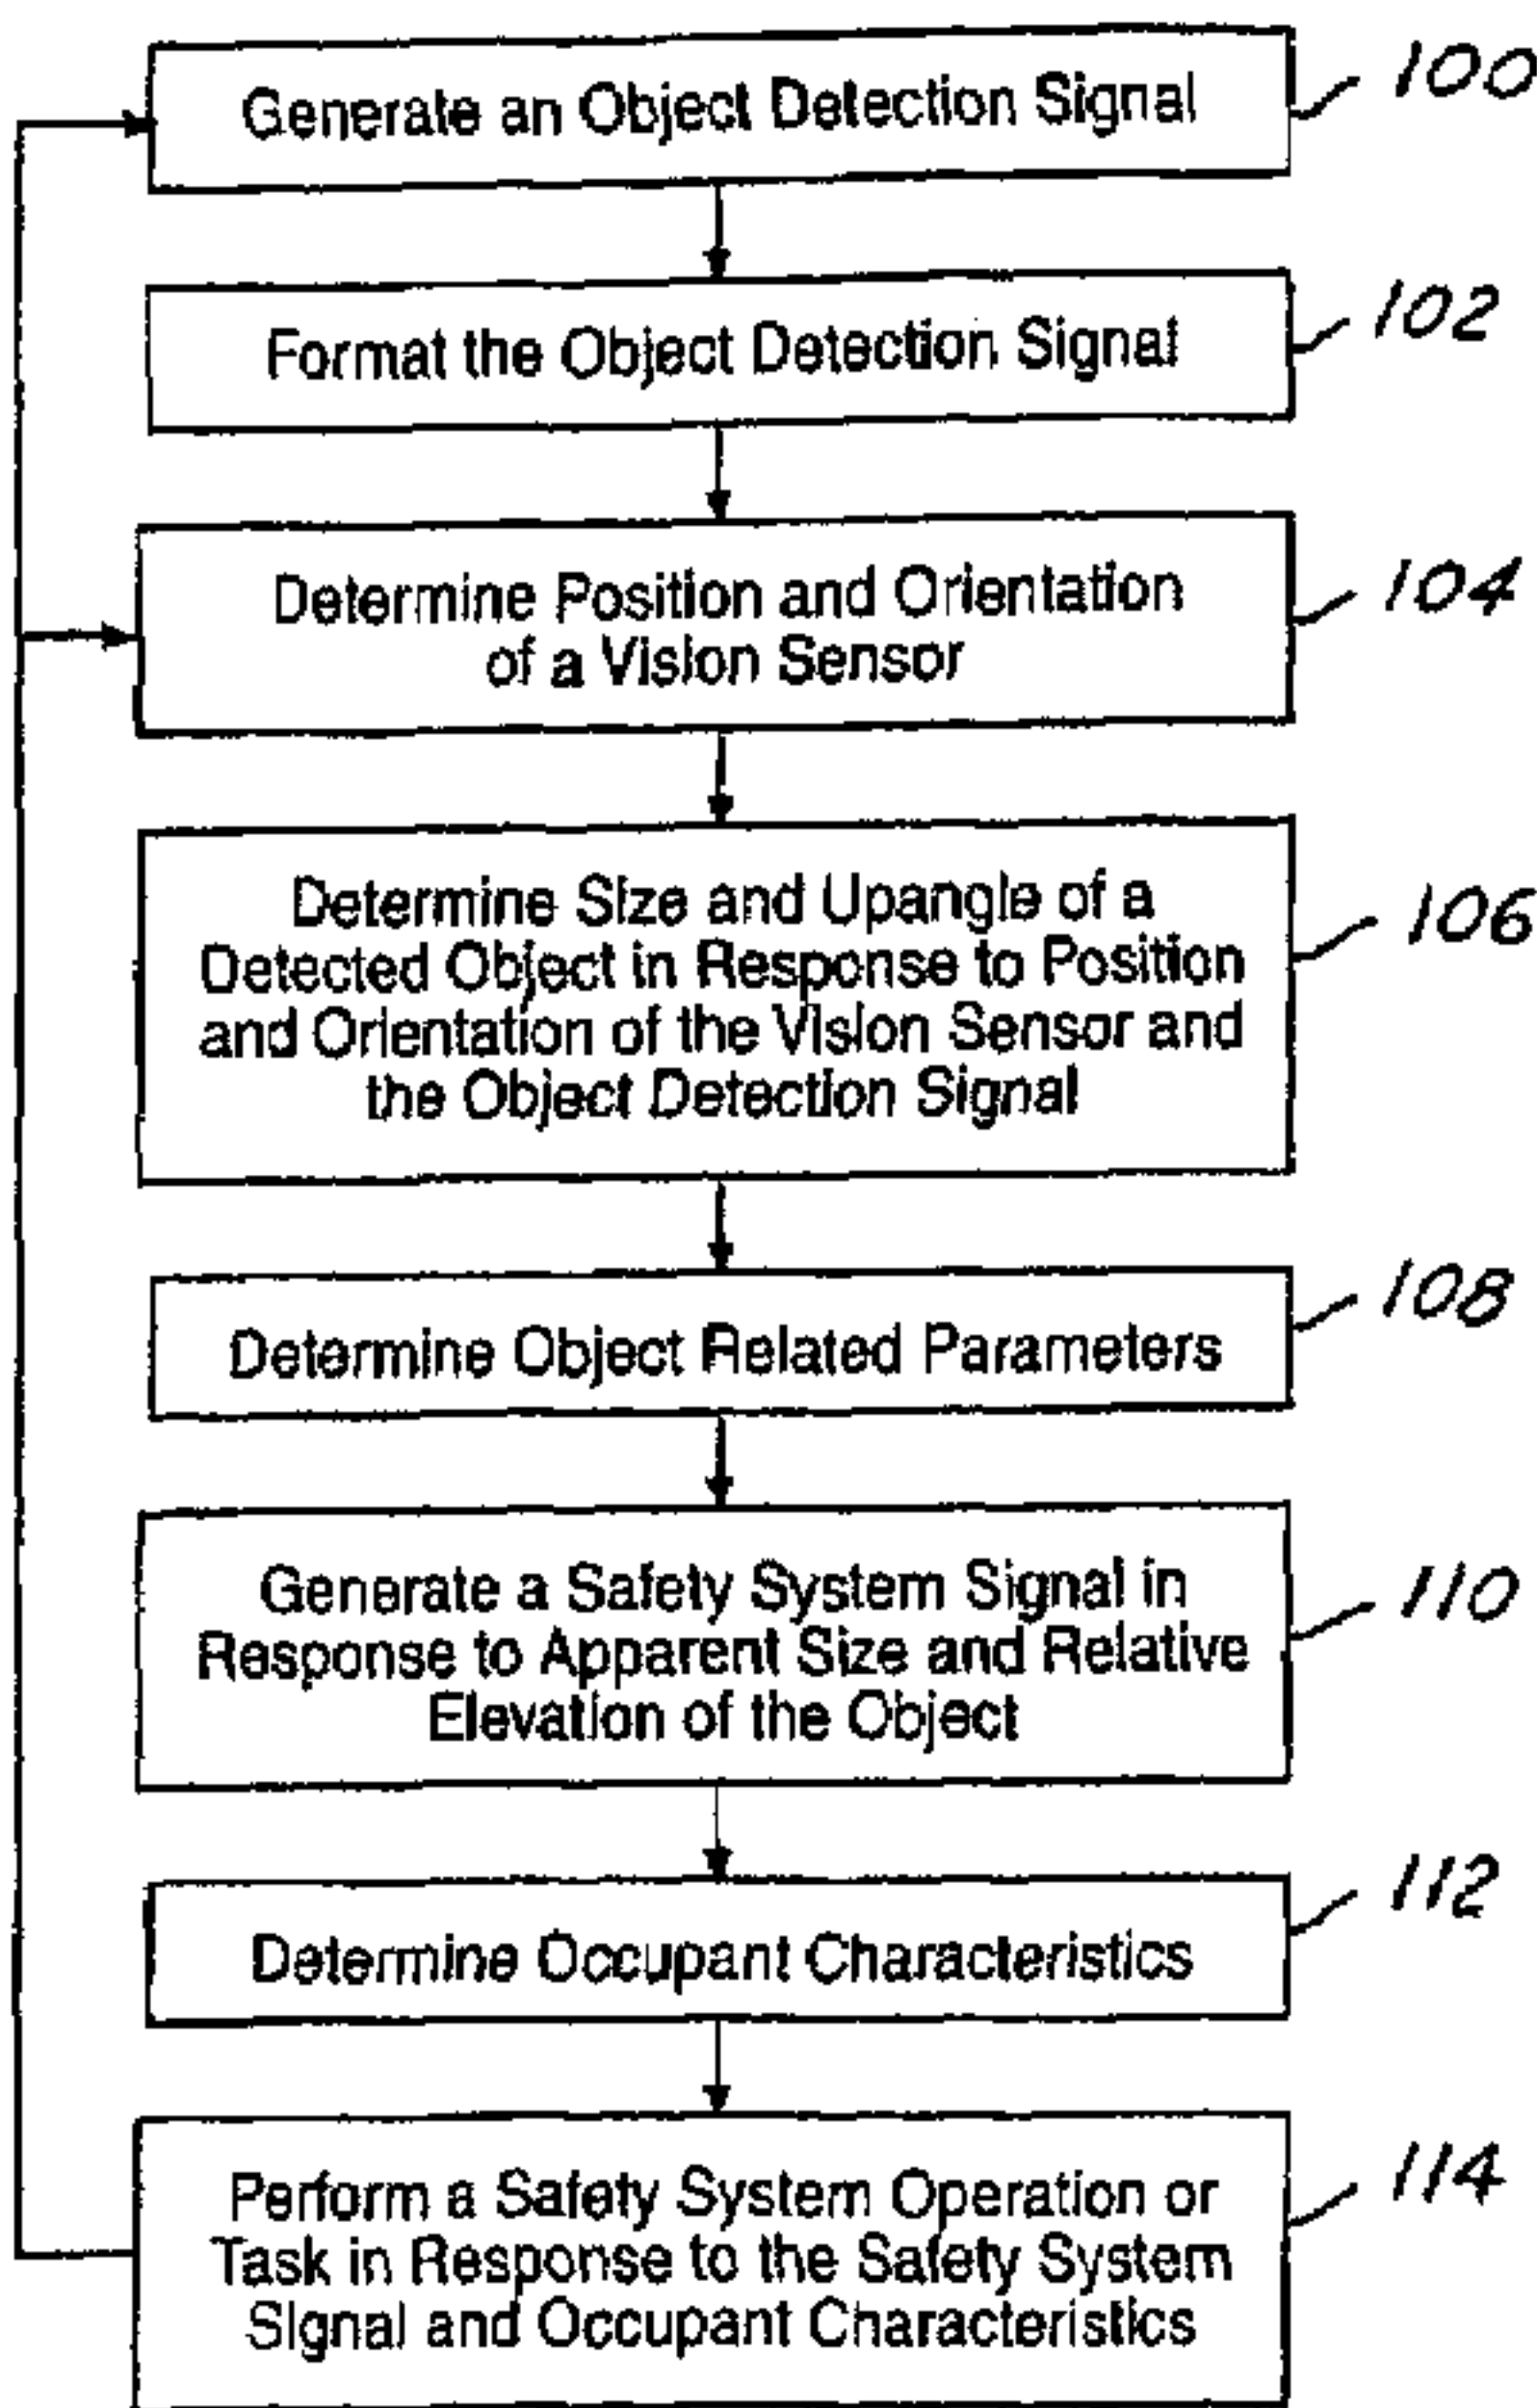 Generate an Object Detection Signal
100
Format the Object Detection Signal
102
Determine Position and Orientation
of a Vision Sensor
104
Determine Size and Upangle of a
Detected Object in Response to Position
and Orientation of the Vision Sensor and
the Object Detection Signal
106
Determine Object Related Parameters
108
Generate a Safety System Signal in
Response to Apparent Size and Relative
Elevation of the Object
110
Determine Occupant Characteristics
112
Perform a Safety System Operation or
Task in Response to the Safety System
Signal and Occupant Characteristics
114